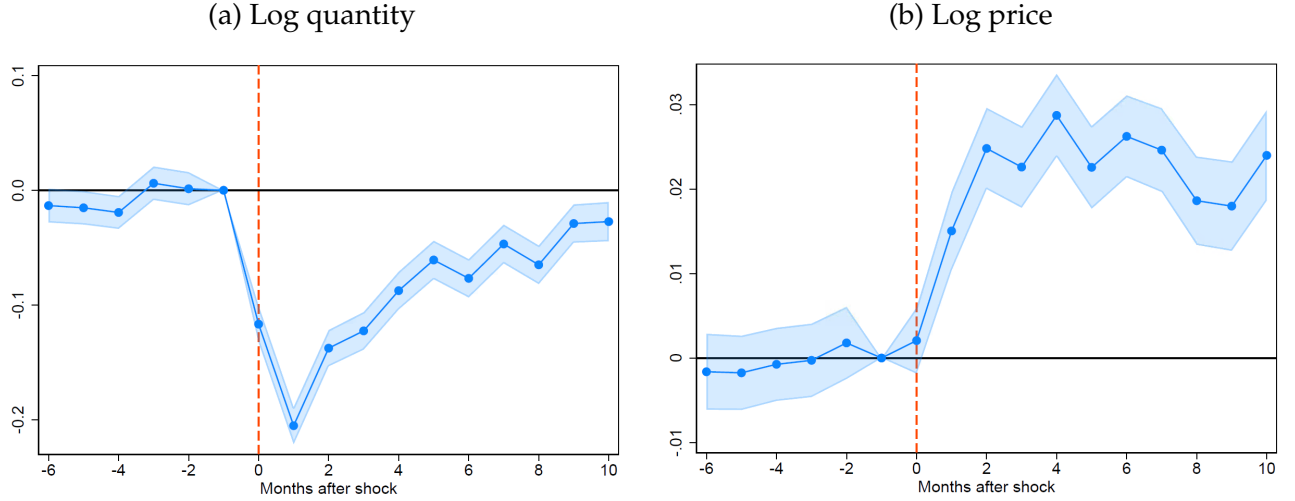 (a) Log quantity
0.1
0.0
-0.1
-0.2
-6 -4 -2 0 2 4 6 8 10
Months after shock
(b) Log price
.03
.02
.01
0
-.01
-6 -4 -2 0 2 4 6 8 10
Months after shock